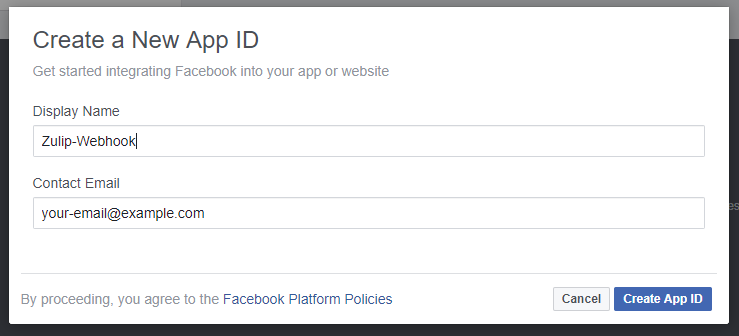 Create a New App ID
Get started integrating Facebook into your app or website
Display Name
Zulip-Webhook
Contact Email
your-email@example.com
By proceeding, you agree to the Facebook Platform Policies
Cancel
Create App ID